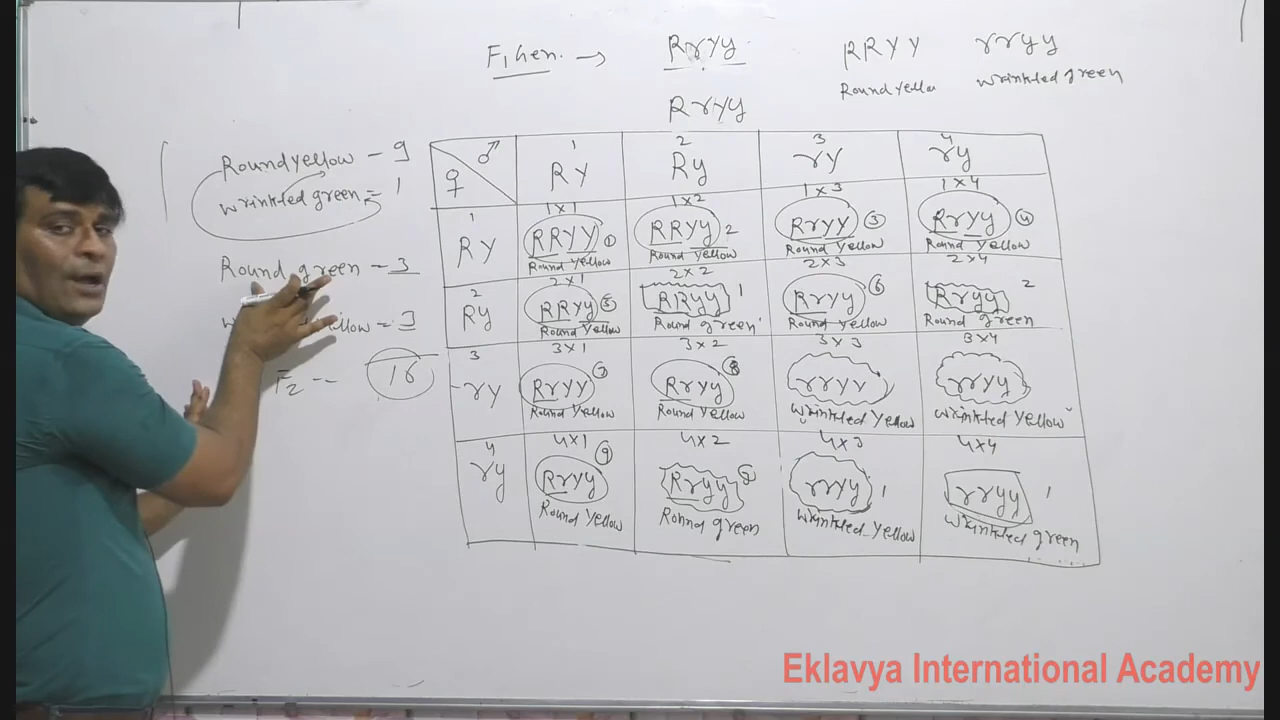 F1 Gen. → RrYy RRYY rryy
Round Yellow wrinkled green
RrYy
Round yellow - 9
wrinkled green = 1
Round green = 3
yellow = 3
F2 -- 16
♂ 1 2 3 4
♀ RY Ry rY ry
1x1 1x2 1x3 1x4
1 RY RRYY ① RRYy 2 RrYY ③ RrYy ④
Round Yellow Round Yellow Round Yellow Round Yellow
2x1 2x2 2x3 2x4
2 Ry RRYy ⑤ RRyy 1 RrYy ⑥ Rryy 2
Round Yellow Round green Round Yellow Round green
3x1 3x2 3x3 3x4
3 rY RrYY ⑦ RrYy ⑧ rrYY rrYy
Round Yellow Round Yellow wrinkled Yellow wrinkled Yellow
4x1 4x2 4x3 4x4
4 ry RrYy ⑨ Rryy rrYy 1 rryy 1
Round Yellow Round green wrinkled Yellow wrinkled green
Eklavya International Academy